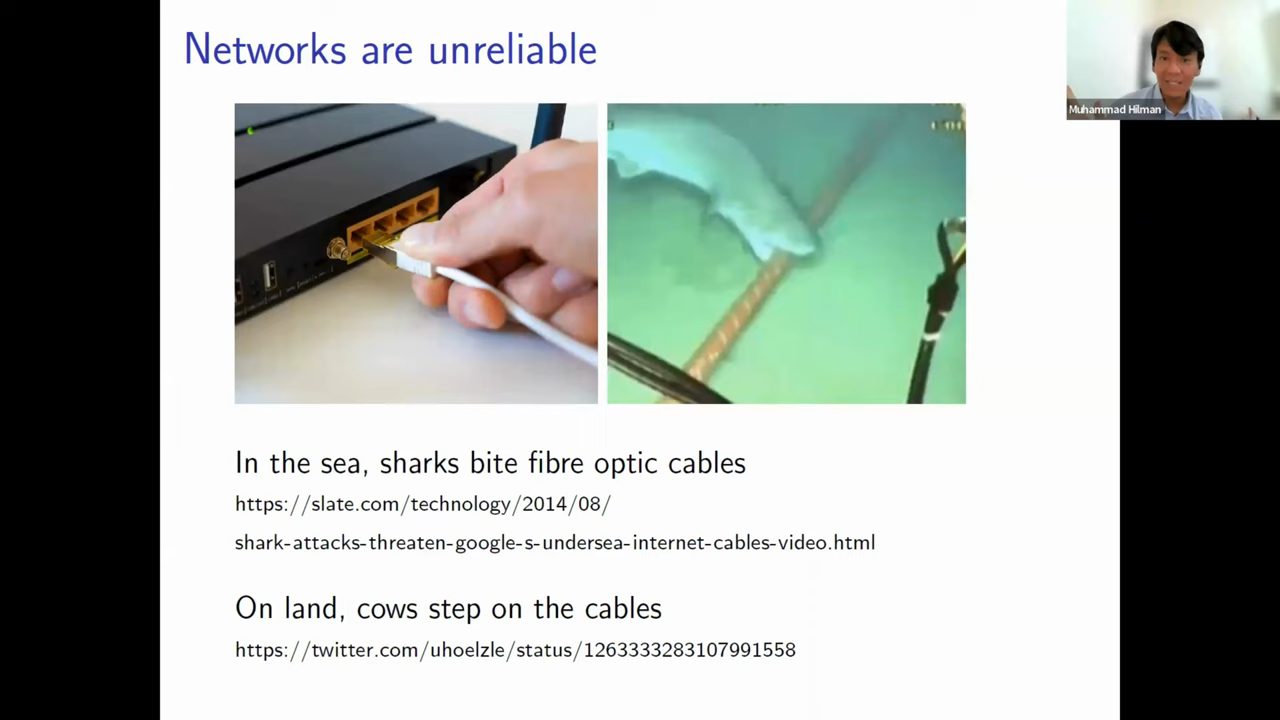 Networks are unreliable
Muhammad Hilman
In the sea, sharks bite fibre optic cables
https://slate.com/technology/2014/08/
shark-attacks-threaten-google-s-undersea-internet-cables-video.html
On land, cows step on the cables
https://twitter.com/uhoelzle/status/1263333283107991558